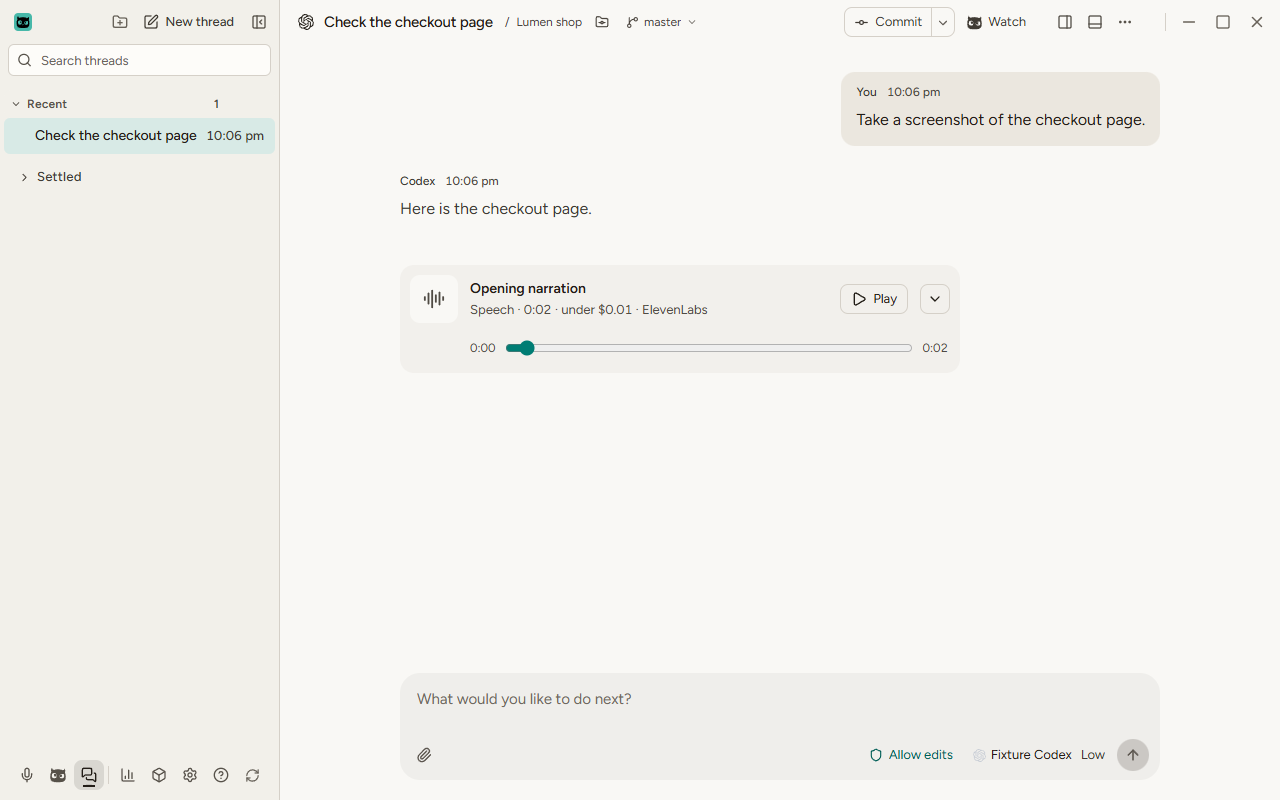 New thread
Search threads
Recent 1
Check the checkout page 10:06 pm
Settled
Check the checkout page / Lumen shop master
Commit
Watch
You 10:06 pm
Take a screenshot of the checkout page.
Codex 10:06 pm
Here is the checkout page.
Opening narration
Speech · 0:02 · under $0.01 · ElevenLabs
Play
0:00 0:02
What would you like to do next?
Allow edits Fixture Codex Low